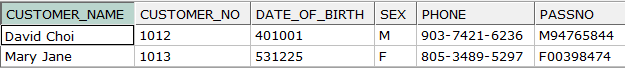 CUSTOMER_NAME CUSTOMER_NO DATE_OF_BIRTH SEX PHONE PASSNO
David Choi 1012 401001 M 903-7421-6236 M94765844
Mary Jane 1013 531225 F 805-3489-5297 F00398474